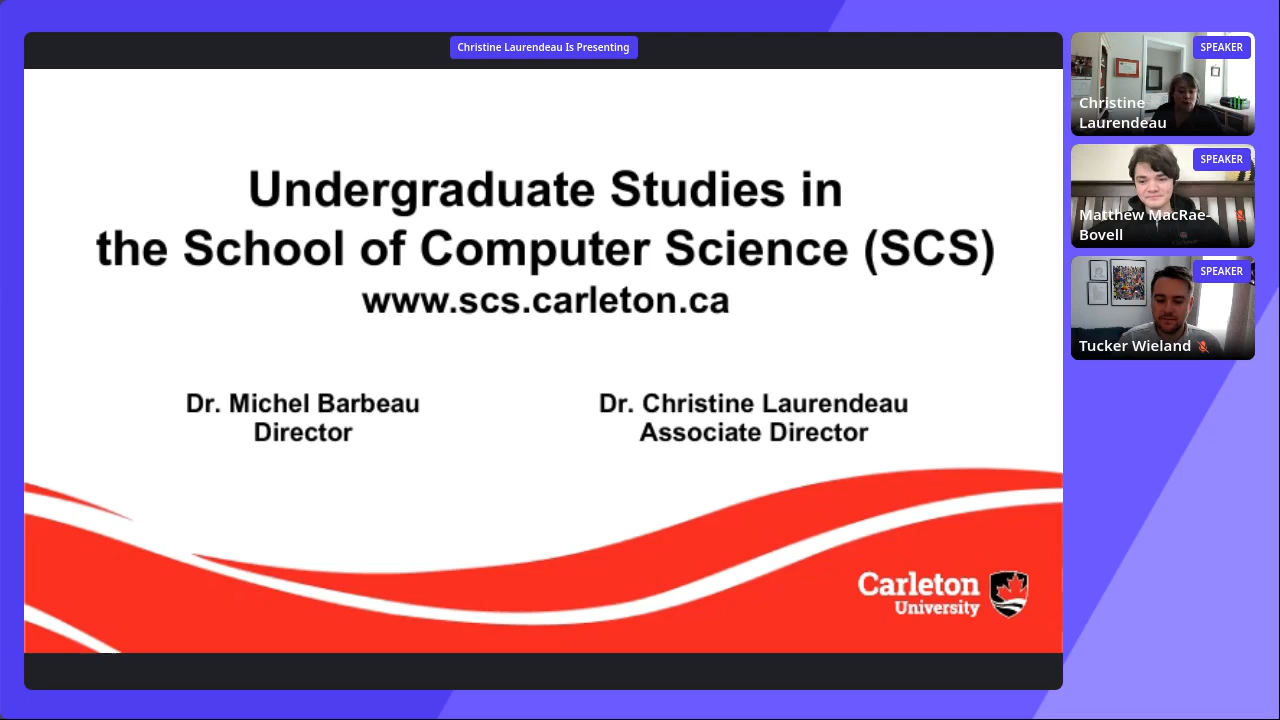 Christine Laurendeau Is Presenting
Undergraduate Studies in
the School of Computer Science (SCS)
www.scs.carleton.ca
Dr. Michel Barbeau
Director
Dr. Christine Laurendeau
Associate Director
Carleton
University
SPEAKER
Christine
Laurendeau
SPEAKER
Matthew MacRae-
Bovell
SPEAKER
Tucker Wieland